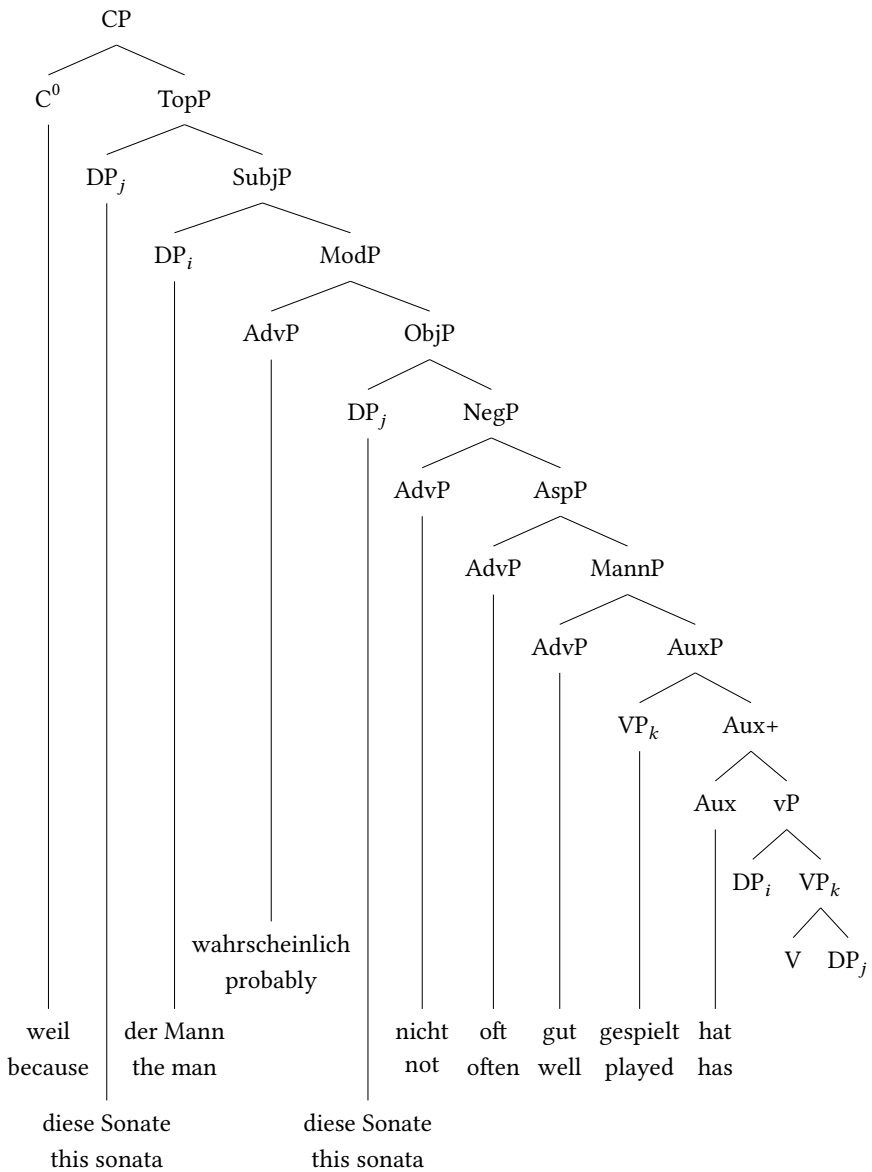 CP
C⁰ TopP
DPⱼ SubjP
DPᵢ ModP
AdvP ObjP
DPⱼ NegP
AdvP AspP
AdvP MannP
AdvP AuxP
VPₖ Aux+
Aux vP
DPᵢ VPₖ
wahrscheinlich V DPⱼ
probably
weil der Mann nicht oft gut gespielt hat
because the man not often well played has
diese Sonate diese Sonate
this sonata this sonata